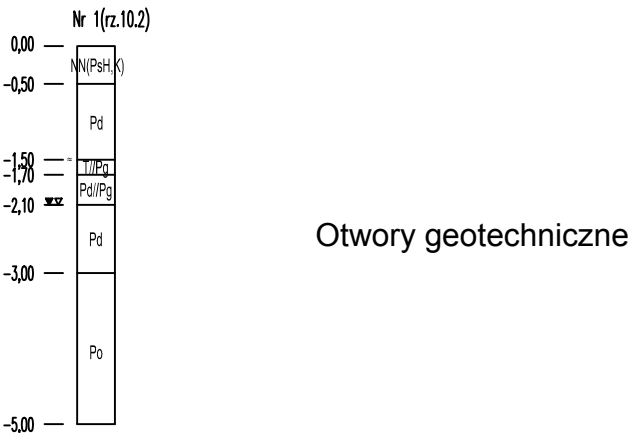 Nr 1(rz.10.2)
0,00
NN(PsH,K)
-0,50
Pd
-1,50
T//Pg
-1,70
Pd//Pg
-2,10
Pd
Otwory geotechniczne
-3,00
Po
-5,00